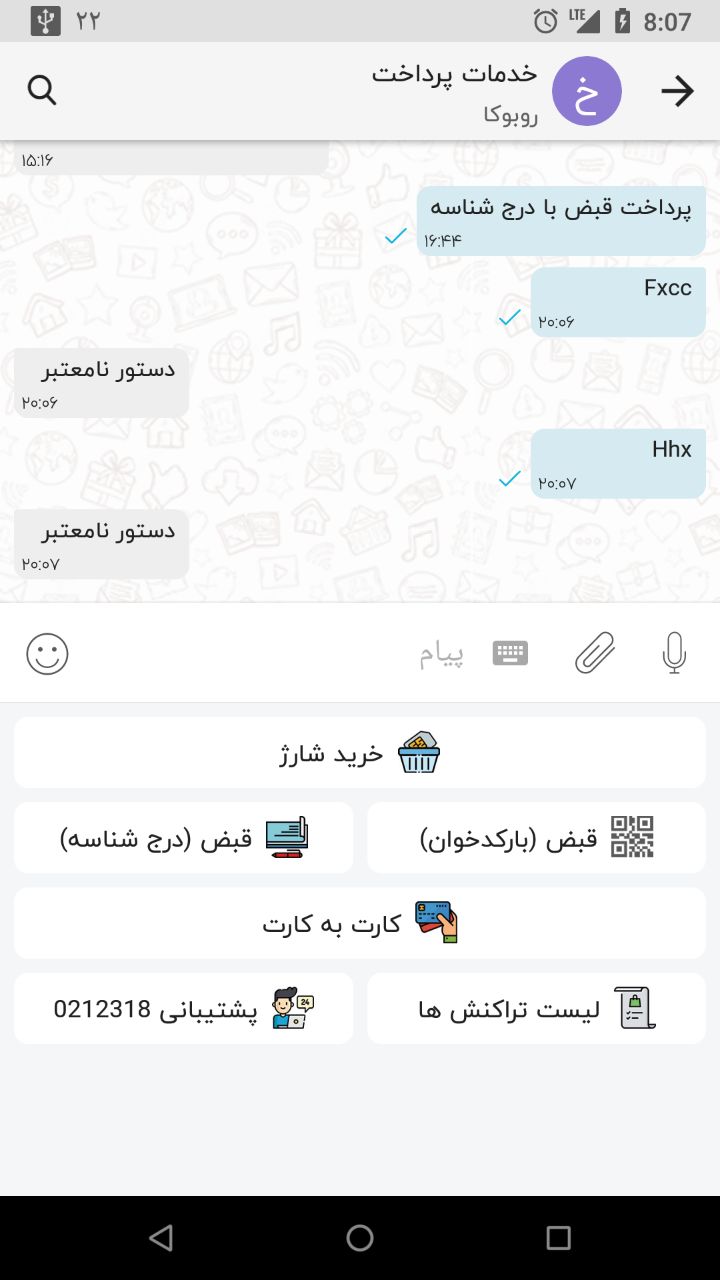 ۲۲
LTE
8:07
خدمات پرداخت
خ
روبوکا
۱۵:۱۶
پرداخت قبض با درج شناسه
۱۶:۴۴
Fxcc
۲۰:۰۶
دستور نامعتبر
۲۰:۰۶
Hhx
۲۰:۰۷
دستور نامعتبر
۲۰:۰۷
پیام
خرید شارژ
قبض (بارکدخوان)
قبض (درج شناسه)
کارت به کارت
لیست تراکنش ها
24
پشتیبانی 0212318